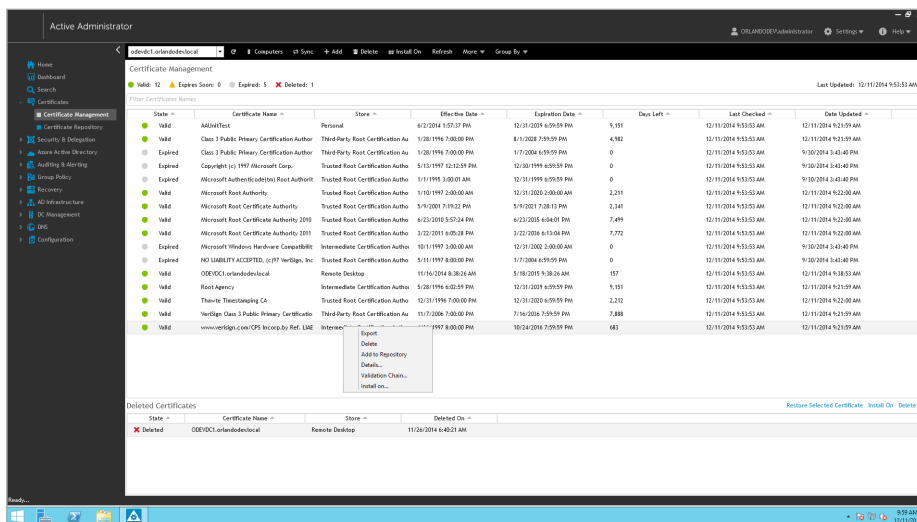 Active Administrator
ORLANDODEV\administrator Settings Help
odevdc1.orlandodev.local Computers Sync + Add Delete Install On Refresh More Group By
Home
Dashboard
Search
Certificates
Certificate Management
Certificate Repository
Security & Delegation
Azure Active Directory
Auditing & Alerting
Group Policy
Recovery
AD Infrastructure
DC Management
DNS
Configuration
Certificate Management
Valid: 12 Expires Soon: 0 Expired: 5 Deleted: 1 Last Updated: 12/11/2014 9:53:53 AM
Filter Certificates Names
State Certificate Name Store Effective Date Expiration Date Days Left Last Checked Date Updated
Valid AAUnitTest Personal 6/2/2014 1:57:37 PM 12/31/2039 6:59:59 PM 9,151 12/11/2014 9:53:53 AM 12/11/2014 9:21:59 AM
Valid Class 3 Public Primary Certification Author Third-Party Root Certification Au 1/28/1996 7:00:00 PM 8/1/2028 7:59:59 PM 4,982 12/11/2014 9:53:53 AM 12/11/2014 9:21:59 AM
Expired Class 3 Public Primary Certification Author Third-Party Root Certification Au 1/28/1996 7:00:00 PM 1/7/2004 6:59:59 PM 0 12/11/2014 9:53:53 AM 9/30/2014 3:43:40 PM
Expired Copyright (c) 1997 Microsoft Corp. Trusted Root Certification Autho 5/13/1997 12:12:59 PM 12/30/1999 6:59:59 PM 0 12/11/2014 9:53:53 AM 9/30/2014 3:43:40 PM
Expired Microsoft Authenticode(tm) Root Authorit Trusted Root Certification Autho 1/1/1995 3:00:01 AM 12/31/1999 6:59:59 PM 0 12/11/2014 9:53:53 AM 9/30/2014 3:43:40 PM
Valid Microsoft Root Authority Trusted Root Certification Autho 1/10/1997 2:00:00 AM 12/31/2020 2:00:00 AM 2,211 12/11/2014 9:53:53 AM 12/11/2014 9:22:00 AM
Valid Microsoft Root Certificate Authority Trusted Root Certification Autho 5/9/2001 7:19:22 PM 5/9/2021 7:28:13 PM 2,341 12/11/2014 9:53:53 AM 12/11/2014 9:22:00 AM
Valid Microsoft Root Certificate Authority 2010 Trusted Root Certification Autho 6/23/2010 5:57:24 PM 6/23/2035 6:04:01 PM 7,499 12/11/2014 9:53:53 AM 12/11/2014 9:22:00 AM
Valid Microsoft Root Certificate Authority 2011 Trusted Root Certification Autho 3/22/2011 6:05:28 PM 3/22/2036 6:13:04 PM 7,772 12/11/2014 9:53:53 AM 12/11/2014 9:22:00 AM
Expired Microsoft Windows Hardware Compatibilit Intermediate Certification Autho 10/1/1997 3:00:00 AM 12/31/2002 2:00:00 AM 0 12/11/2014 9:53:53 AM 9/30/2014 3:43:40 PM
Expired NO LIABILITY ACCEPTED, (c)97 VeriSign, Inc Trusted Root Certification Autho 5/11/1997 8:00:00 PM 1/7/2004 6:59:59 PM 0 12/11/2014 9:53:53 AM 9/30/2014 3:43:40 PM
Valid ODEVDC1.orlandodev.local Remote Desktop 11/16/2014 8:38:26 AM 5/18/2015 9:38:26 AM 157 12/11/2014 9:53:53 AM 12/11/2014 9:38:53 AM
Valid Root Agency Intermediate Certification Autho 5/28/1996 6:02:59 PM 12/31/2039 6:59:59 PM 9,151 12/11/2014 9:53:53 AM 12/11/2014 9:21:59 AM
Valid Thawte Timestamping CA Trusted Root Certification Autho 12/31/1996 7:00:00 PM 12/31/2020 6:59:59 PM 2,212 12/11/2014 9:53:53 AM 12/11/2014 9:22:00 AM
Valid VeriSign Class 3 Public Primary Certificatio Third-Party Root Certification Au 11/7/2006 7:00:00 PM 7/16/2036 7:59:59 PM 7,888 12/11/2014 9:53:53 AM 12/11/2014 9:21:59 AM
Valid www.verisign.com/CPS Incorp.by Ref. LIAE 1997 8:00:00 PM 10/24/2016 7:59:59 PM 683 12/11/2014 9:53:53 AM 12/11/2014 9:21:59 AM
Export
Delete
Add to Repository
Details...
Validation Chain...
Install on...
Deleted Certificates Restore Selected Certificate Install On Delete
State Certificate Name Store Deleted On
Deleted ODEVDC1.orlandodev.local Remote Desktop 11/26/2014 6:40:21 AM
Ready...
9:59 AM